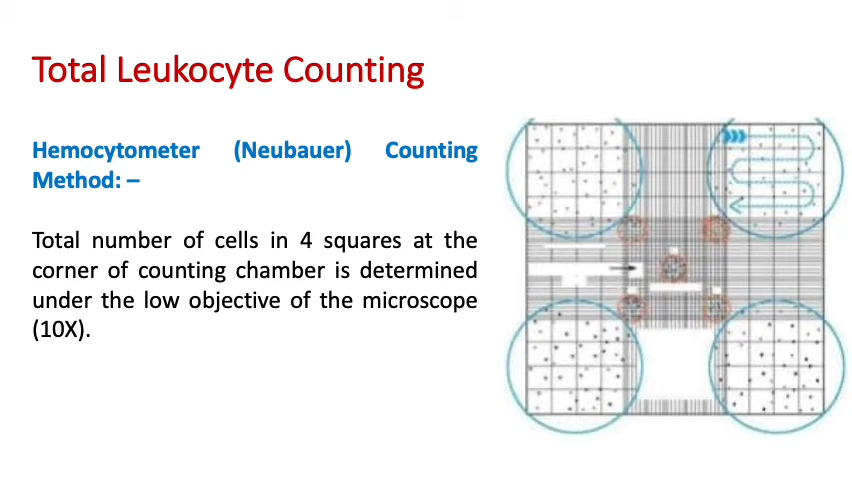 Total Leukocyte Counting
Hemocytometer (Neubauer) Counting
Method: –
Total number of cells in 4 squares at the
corner of counting chamber is determined
under the low objective of the microscope
(10X).